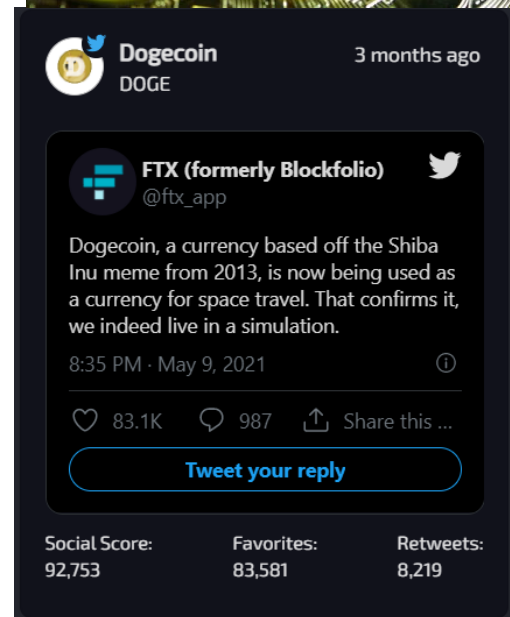 Dogecoin
DOGE
3 months ago
FTX (formerly Blockfolio)
@ftx_app
Dogecoin, a currency based off the Shiba
Inu meme from 2013, is now being used as
a currency for space travel. That confirms it,
we indeed live in a simulation.
8:35 PM · May 9, 2021
83.1K 987 Share this ...
Tweet your reply
Social Score: Favorites: Retweets:
92,753 83,581 8,219